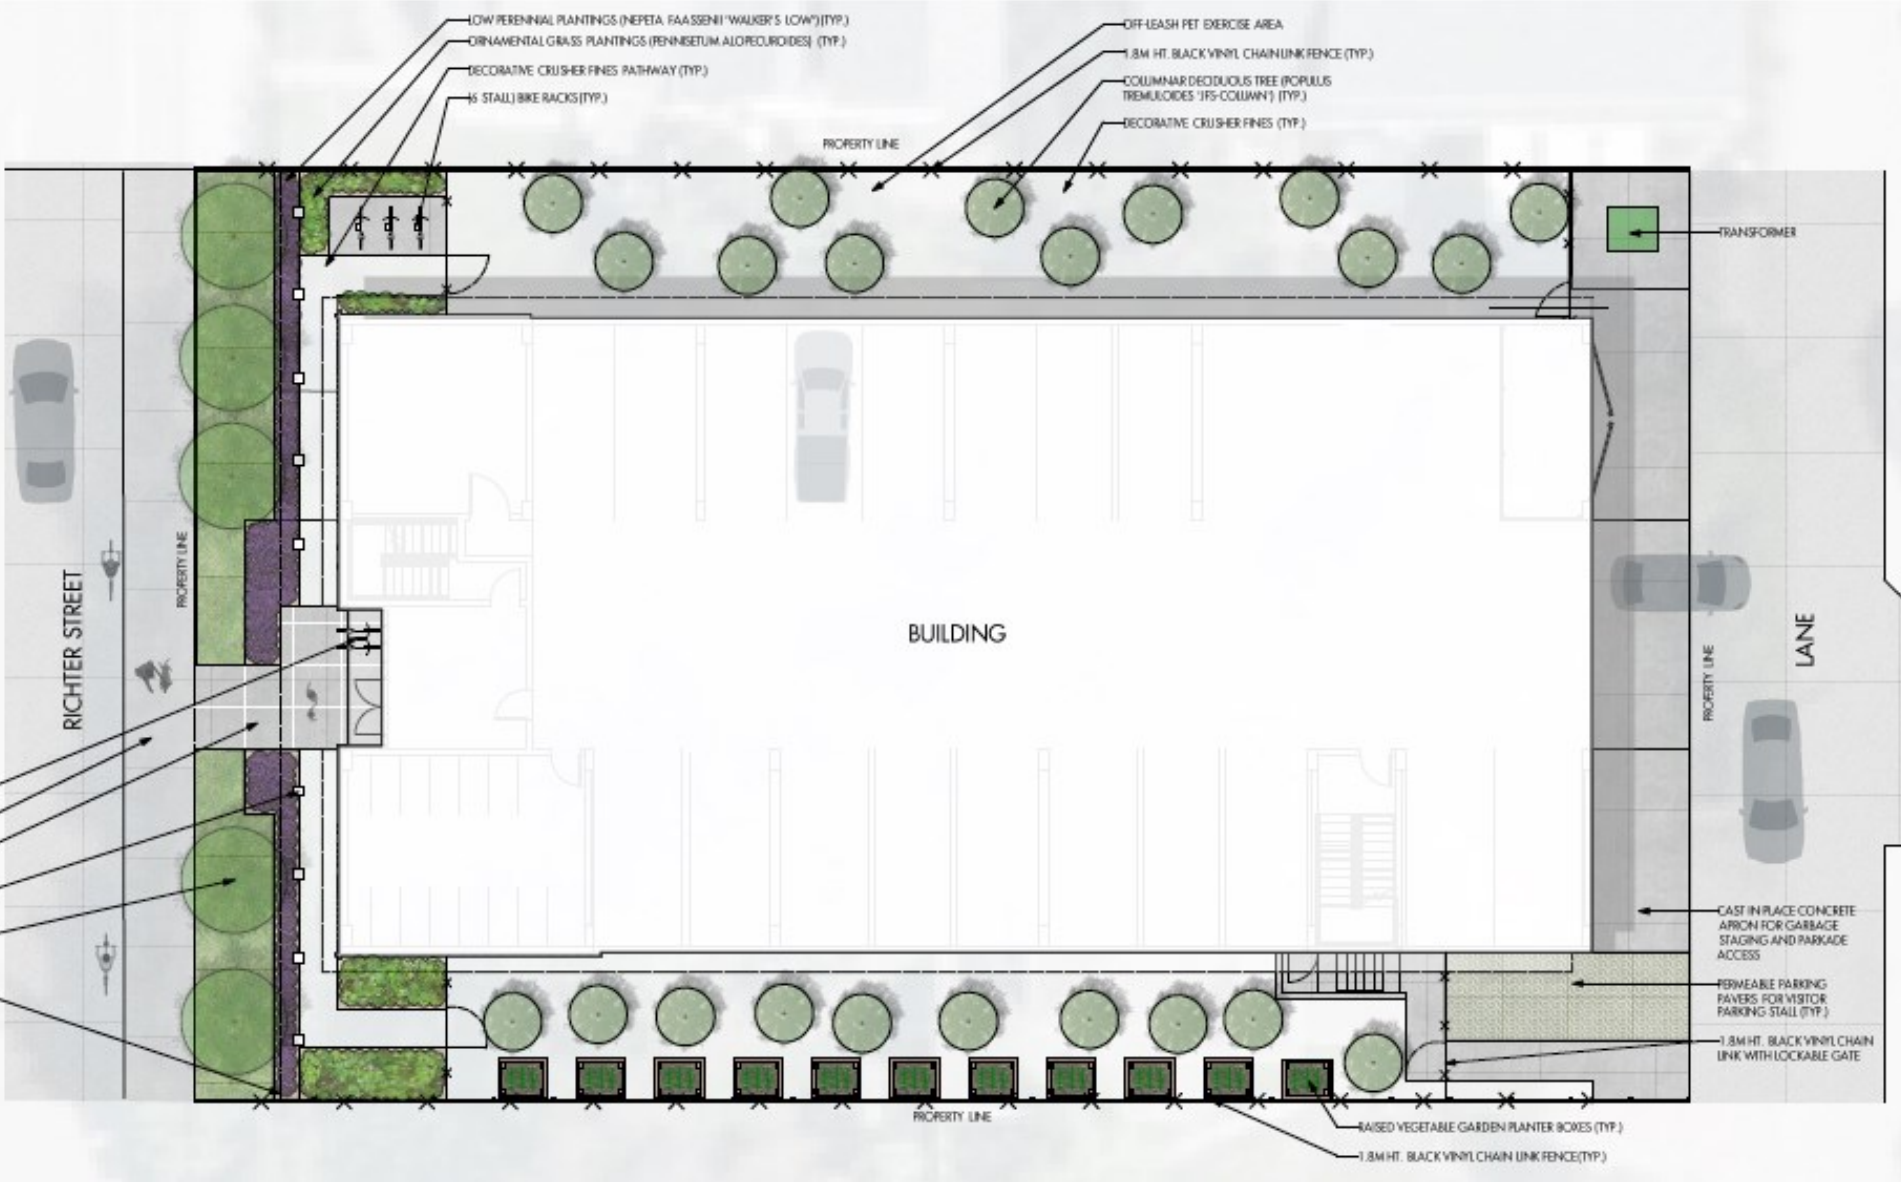 LOW PERENNIAL PLANTINGS (NEPETA FAASSENII 'WALKER'S LOW') (TYP.)
ORNAMENTAL GRASS PLANTINGS (PENNISETUM ALOPECUROIDES) (TYP.)
DECORATIVE CRUSHER FINES PATHWAY (TYP.)
(6 STALL) BIKE RACKS (TYP.)
OFF-LEASH PET EXERCISE AREA
1.8M HT. BLACK VINYL CHAIN LINK FENCE (TYP.)
COLUMNAR DECIDUOUS TREE (POPULUS
TREMULOIDES 'JFS-COLUMN') (TYP.)
DECORATIVE CRUSHER FINES (TYP.)
PROPERTY LINE
TRANSFORMER
PROPERTY LINE
RICHTER STREET
BUILDING
PROPERTY LINE
LANE
CAST IN PLACE CONCRETE
APRON FOR GARBAGE
STAGING AND PARKADE
ACCESS
PERMEABLE PARKING
PAVERS FOR VISITOR
PARKING STALL (TYP.)
1.8M HT. BLACK VINYL CHAIN
LINK WITH LOCKABLE GATE
PROPERTY LINE
RAISED VEGETABLE GARDEN PLANTER BOXES (TYP.)
1.8M HT. BLACK VINYL CHAIN LINK FENCE(TYP.)